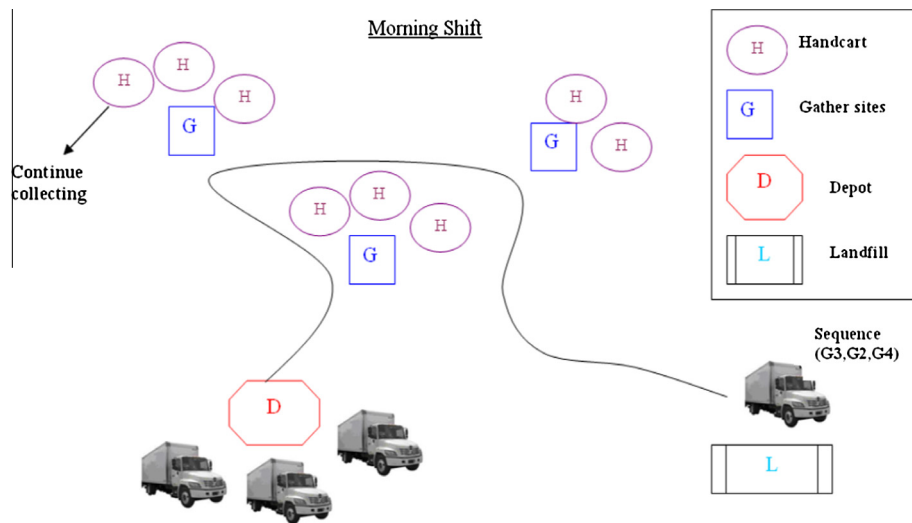 Morning Shift
H
H
H
G
Continue
collecting
H
H
G
H
H
H
G
D
H
Handcart
G
Gather sites
D
Depot
L
Landfill
Sequence
(G3,G2,G4)
L